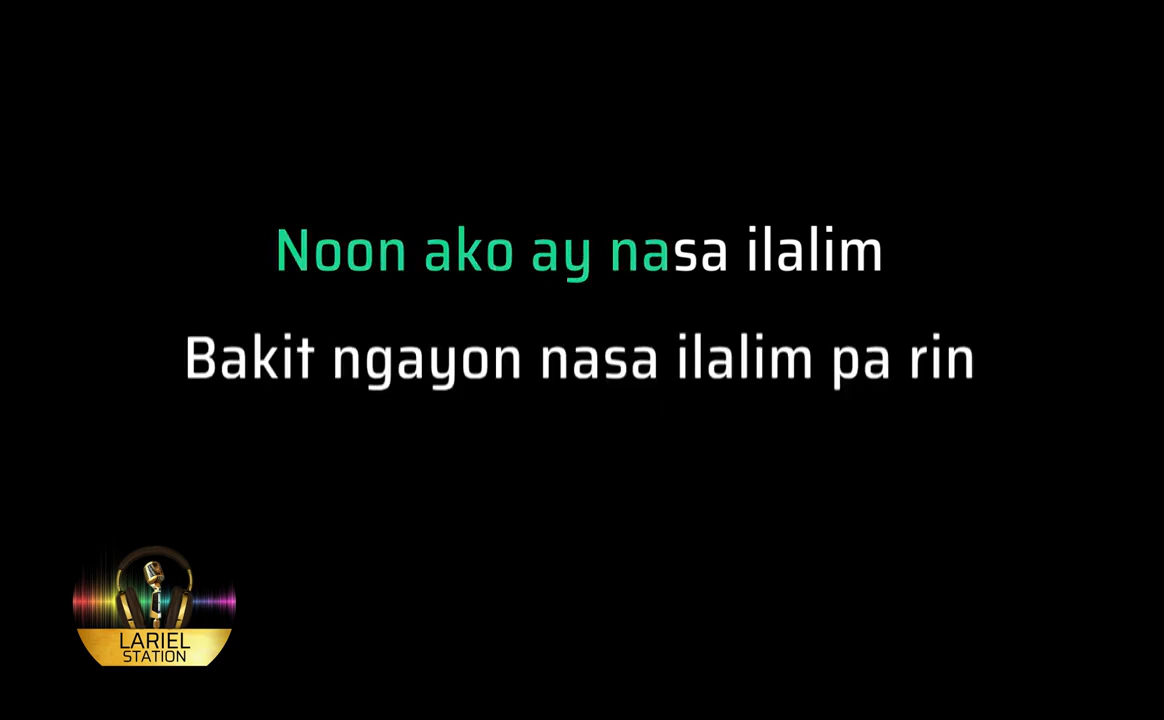 Noon ako ay nasa ilalim
Bakit ngayon nasa ilalim pa rin
LARIEL
STATION